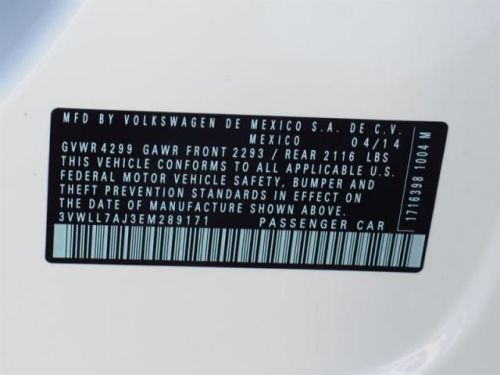 MFD BY VOLKSWAGEN DE MEXICO S.A. DE C.V.
MEXICO 04/14
GVWR 4299 GAWR FRONT 2293 / REAR 2116 LBS
THIS VEHICLE CONFORMS TO ALL APPLICABLE U.S.
FEDERAL MOTOR VEHICLE SAFETY, BUMPER AND
THEFT PREVENTION STANDARDS IN EFFECT ON
THE DATE OF MANUFACTURE SHOWN ABOVE.
3VWLL7AJ3EM289171 PASSENGER CAR
1716398 1004 M